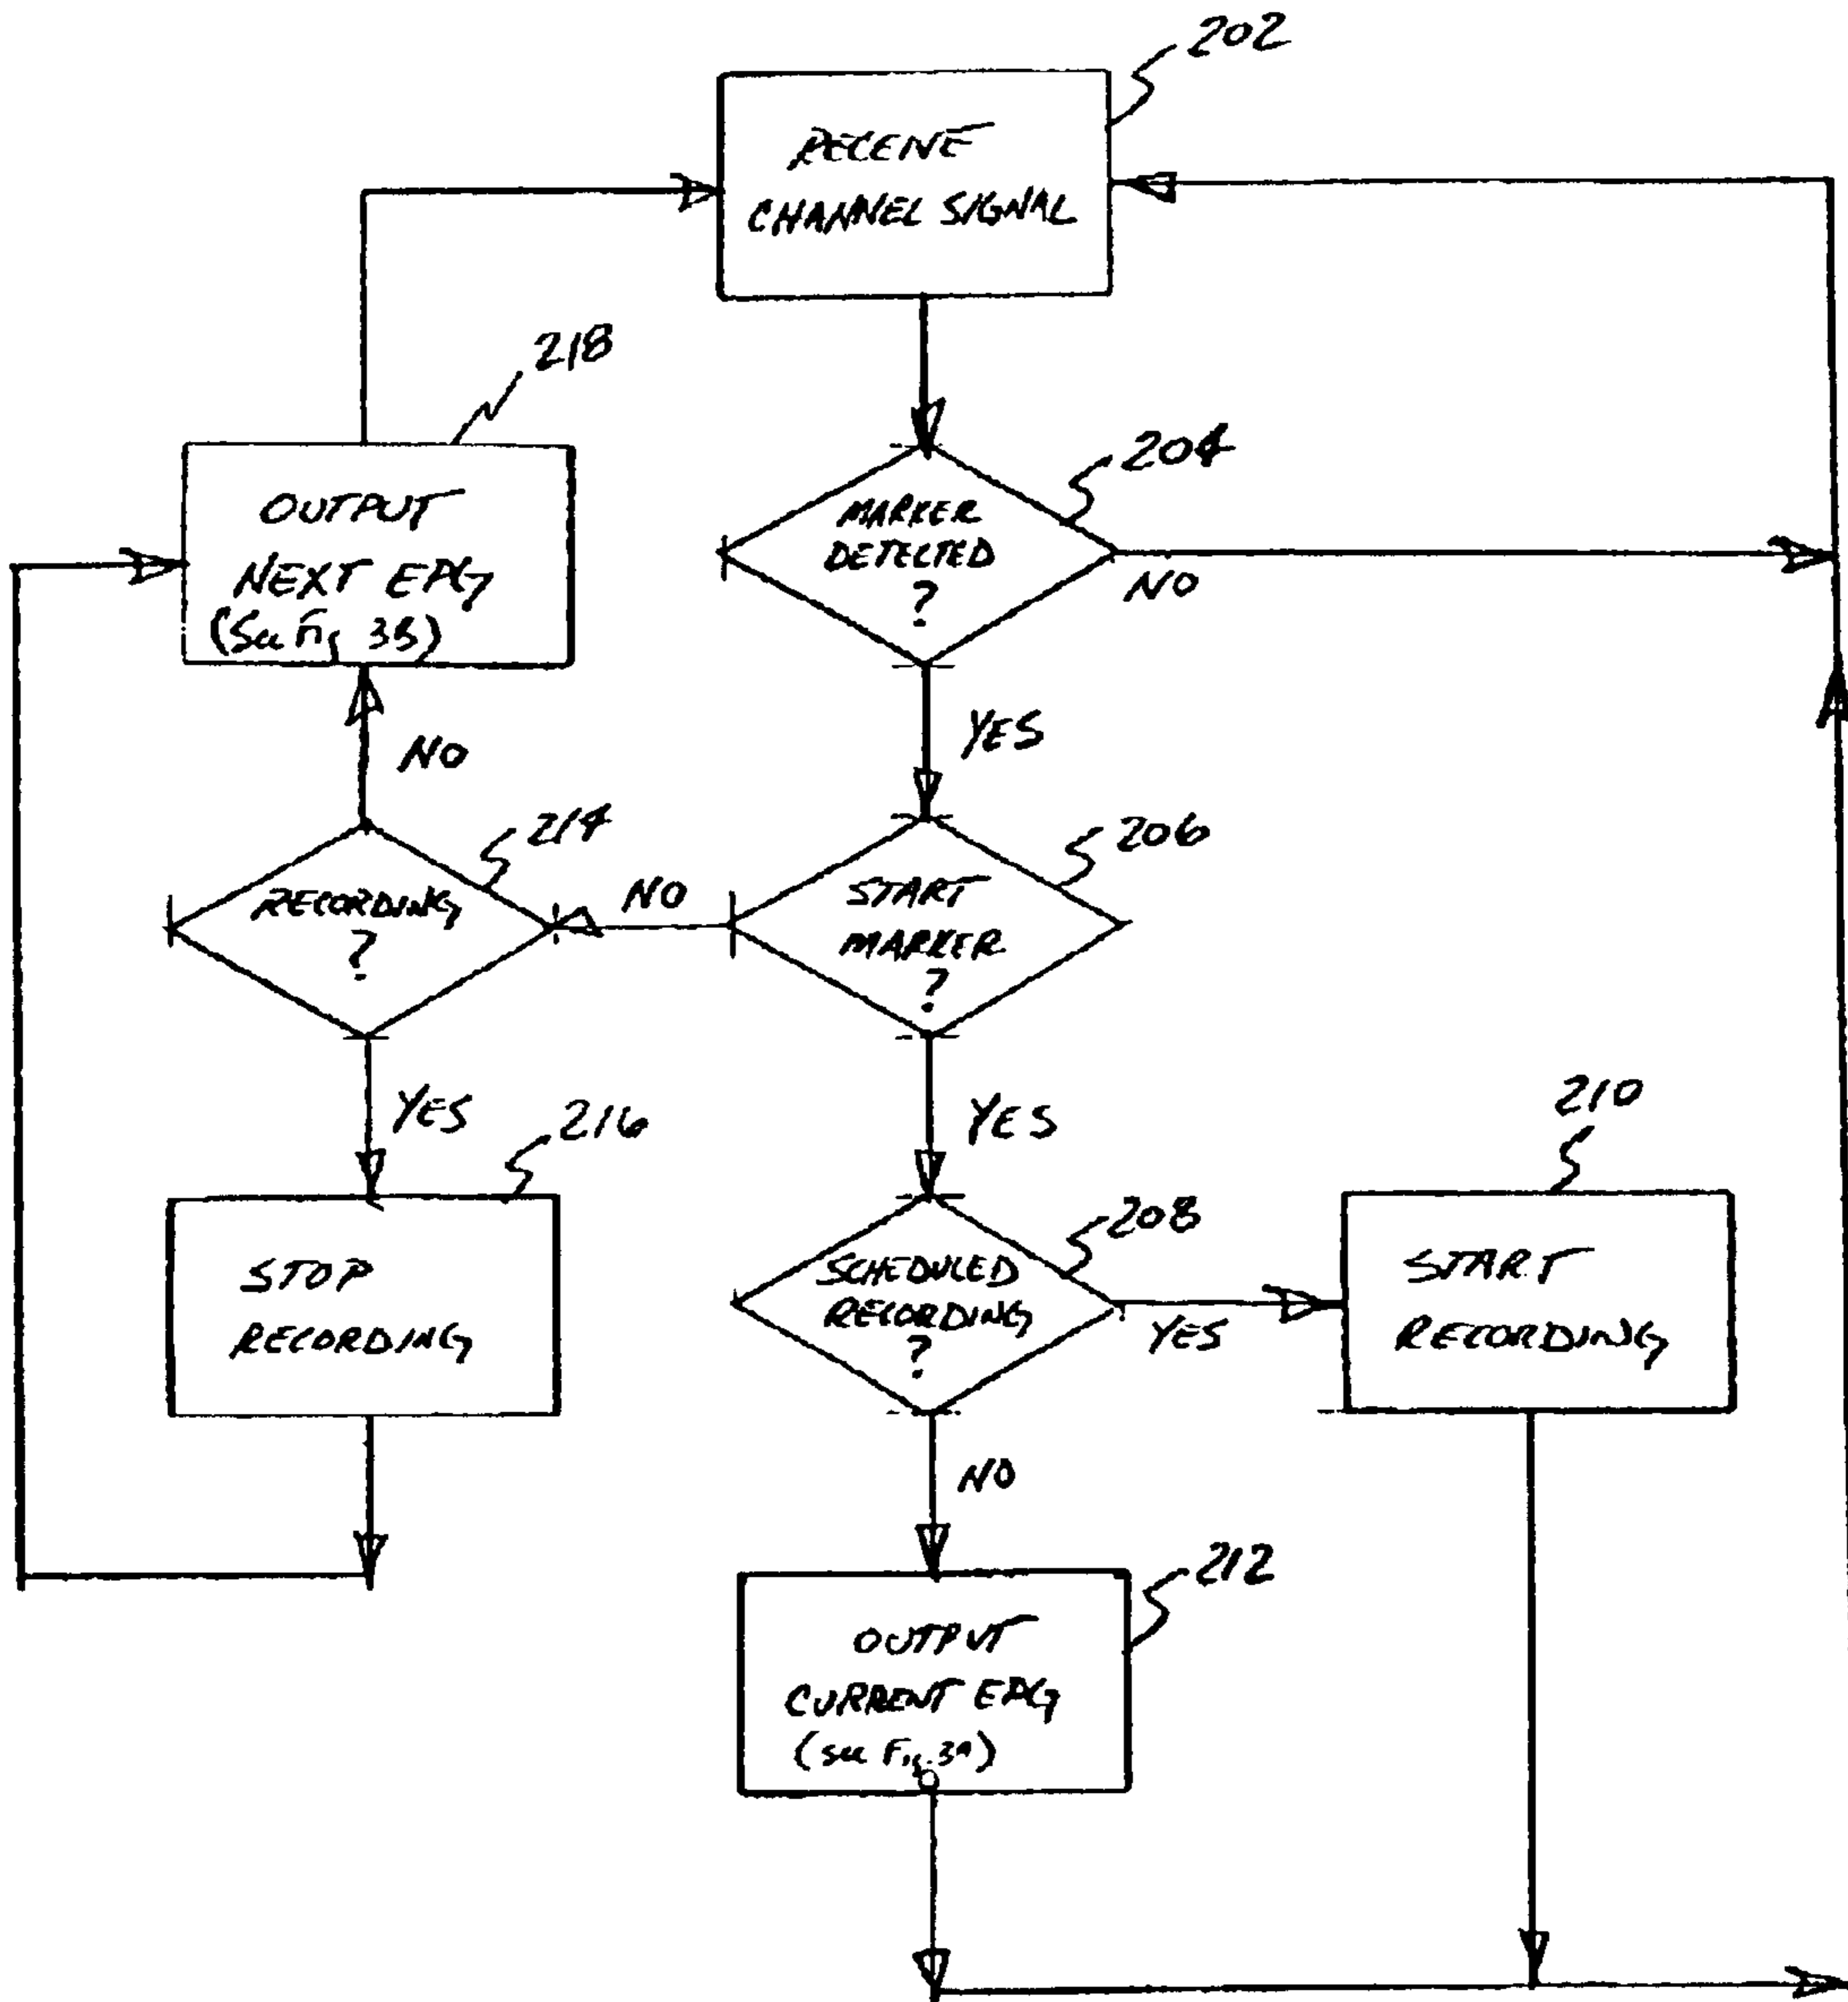 202
RECEIVE
CHANNEL SIGNAL
218
OUTPUT
NEXT EPG
(See Fig 3B)
204
MARKER
DETECTED
?
NO
YES
NO
214
RECORDING
?
NO
206
START
MARKER
?
YES
216
YES
210
STOP
RECORDING
208
SCHEDULED
RECORDING
?
YES
START
RECORDING
NO
212
OUTPUT
CURRENT EPG
(see Fig. 3A)